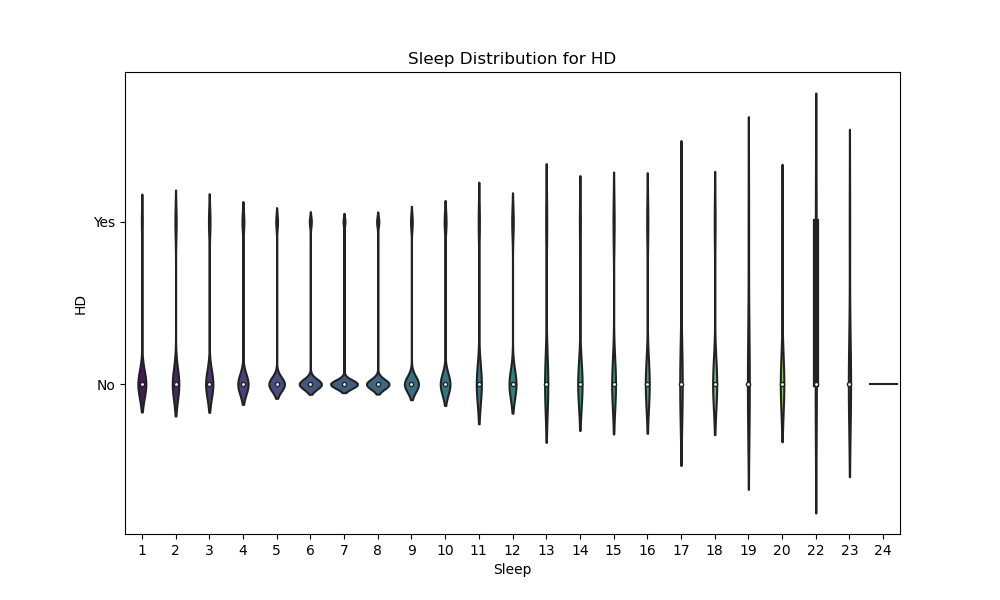 Sleep Distribution for HD
Yes
HD
No
1 2 3 4 5 6 7 8 9 10 11 12 13 14 15 16 17 18 19 20 22 23 24
Sleep